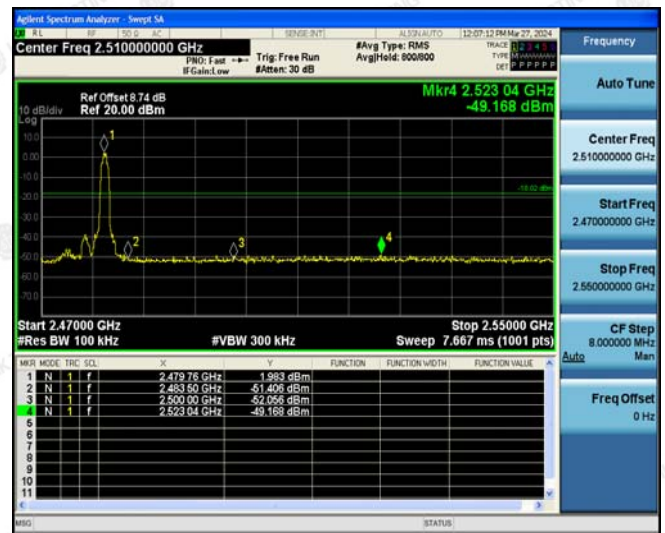 Agilent Spectrum Analyzer - Swept SA
RL RF 50 Ω AC SENSE:INT ALIGNAUTO 12:07:12 PM Mar 27, 2024
Center Freq 2.510000000 GHz
PNO: Fast Trig: Free Run #Avg Type: RMS TRACE 1 2 3 4 5 6
IFGain:Low #Atten: 30 dB Avg|Hold: 800/800 TYPE M
DET P P P P P P
Mkr4 2.523 04 GHz
-49.168 dBm
Ref Offset 8.74 dB
10 dB/div Ref 20.00 dBm
Log
10.0
0.00
-10.0
-18.02 dBm
-20.0
-30.0
-40.0
-50.0
-60.0
-70.0
1
2
3
4
Start 2.47000 GHz Stop 2.55000 GHz
#Res BW 100 kHz #VBW 300 kHz Sweep 7.667 ms (1001 pts)
MKR MODE TRC SCL X Y FUNCTION FUNCTION WIDTH FUNCTION VALUE
1 N 1 f 2.479 76 GHz 1.983 dBm
2 N 1 f 2.483 50 GHz -51.406 dBm
3 N 1 f 2.500 00 GHz -52.056 dBm
4 N 1 f 2.523 04 GHz -49.168 dBm
5
6
7
8
9
10
11
MSG STATUS
Frequency
Auto Tune
Center Freq
2.510000000 GHz
Start Freq
2.470000000 GHz
Stop Freq
2.550000000 GHz
CF Step
8.000000 MHz
Auto Man
Freq Offset
0 Hz